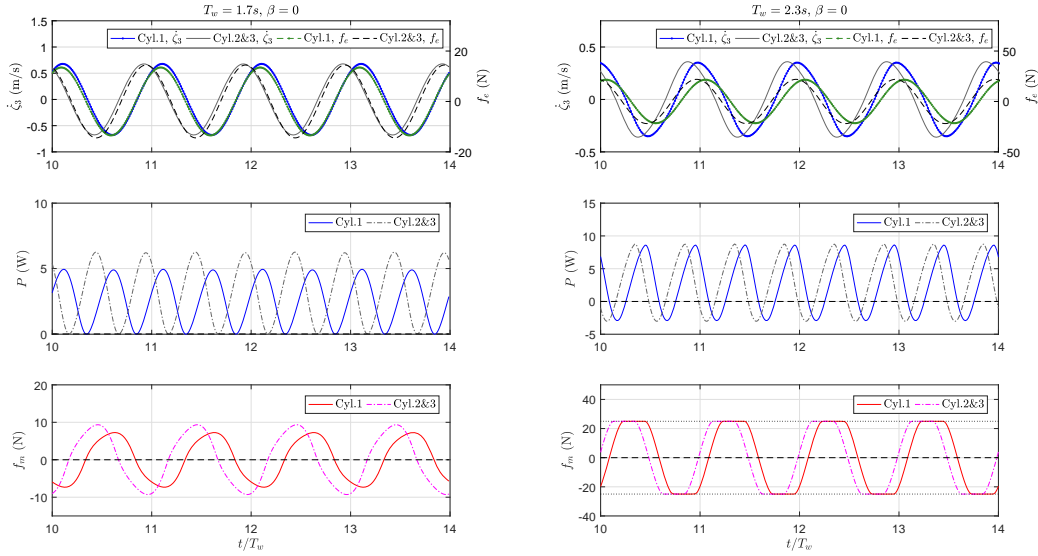 T_w = 1.7s, β = 0
1.5
1
0.5
0
-0.5
-1
ζ̇_3 (m/s)
Cyl.1, ζ̇_3 Cyl.2&3, ζ̇_3 Cyl.1, f_e Cyl.2&3, f_e
20
0
-20
f_e (N)
10 11 12 13 14
T_w = 2.3s, β = 0
0.5
0
-0.5
ζ̇_3 (m/s)
Cyl.1, ζ̇_3 Cyl.2&3, ζ̇_3 Cyl.1, f_e Cyl.2&3, f_e
50
0
-50
f_e (N)
10 11 12 13 14
10
5
0
P (W)
Cyl.1 Cyl.2&3
10 11 12 13 14
15
10
5
0
-5
P (W)
Cyl.1 Cyl.2&3
10 11 12 13 14
20
10
0
-10
f_m (N)
Cyl.1 Cyl.2&3
10 11 12 13 14
t/T_w
40
20
0
-20
-40
f_m (N)
Cyl.1 Cyl.2&3
10 11 12 13 14
t/T_w